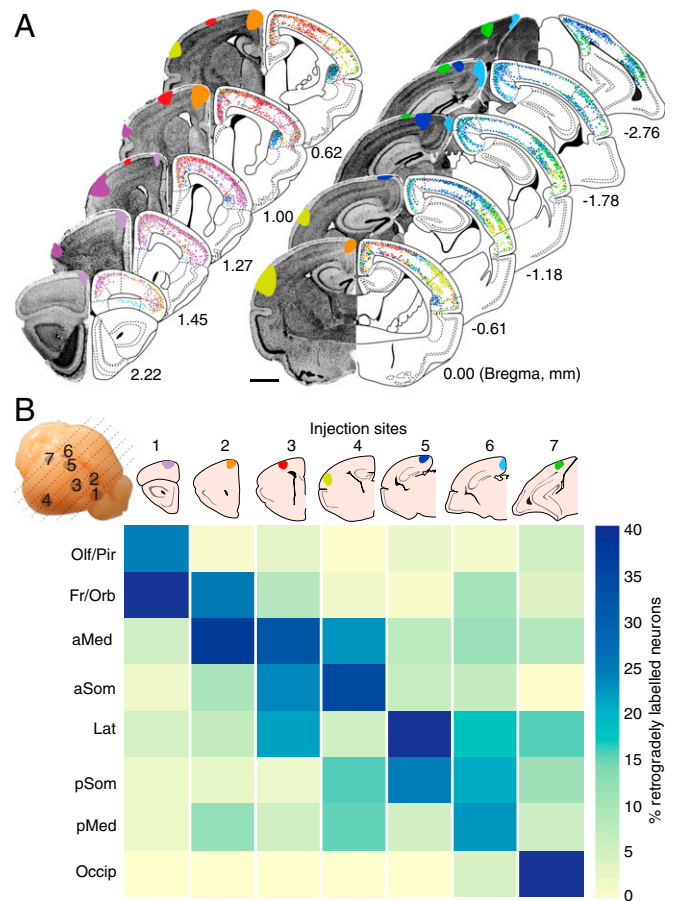 A
0.62
1.00
1.27
1.45
2.22
-2.76
-1.78
-1.18
-0.61
0.00 (Bregma, mm)
B
Injection sites
1 2 3 4 5 6 7
6
7
5
2
3
1
4
Olf/Pir
Fr/Orb
aMed
aSom
Lat
pSom
pMed
Occip
40
35
30
25
20
15
10
5
0
% retrogradely labelled neurons